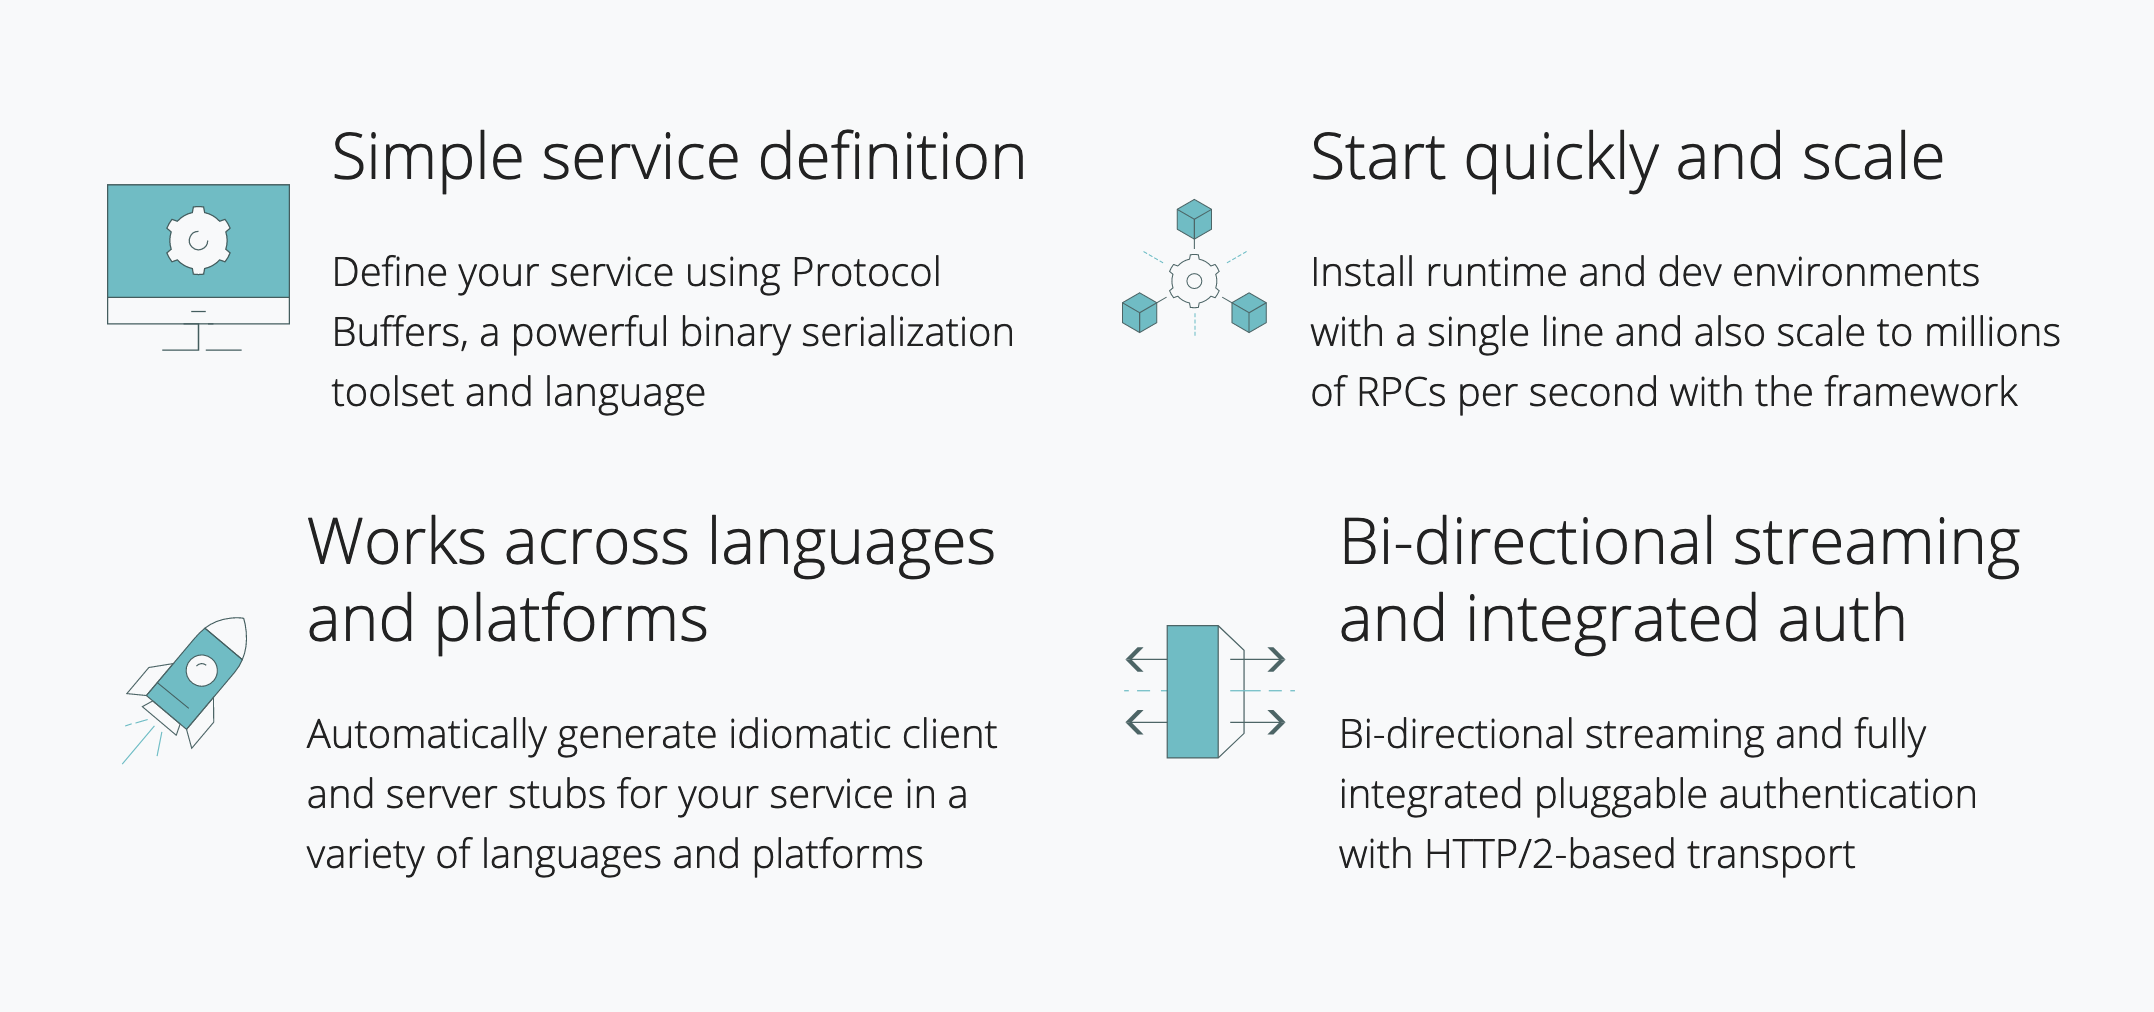 Simple service definition
Define your service using Protocol
Buffers, a powerful binary serialization
toolset and language
Start quickly and scale
Install runtime and dev environments
with a single line and also scale to millions
of RPCs per second with the framework
Works across languages
and platforms
Automatically generate idiomatic client
and server stubs for your service in a
variety of languages and platforms
Bi-directional streaming
and integrated auth
Bi-directional streaming and fully
integrated pluggable authentication
with HTTP/2-based transport